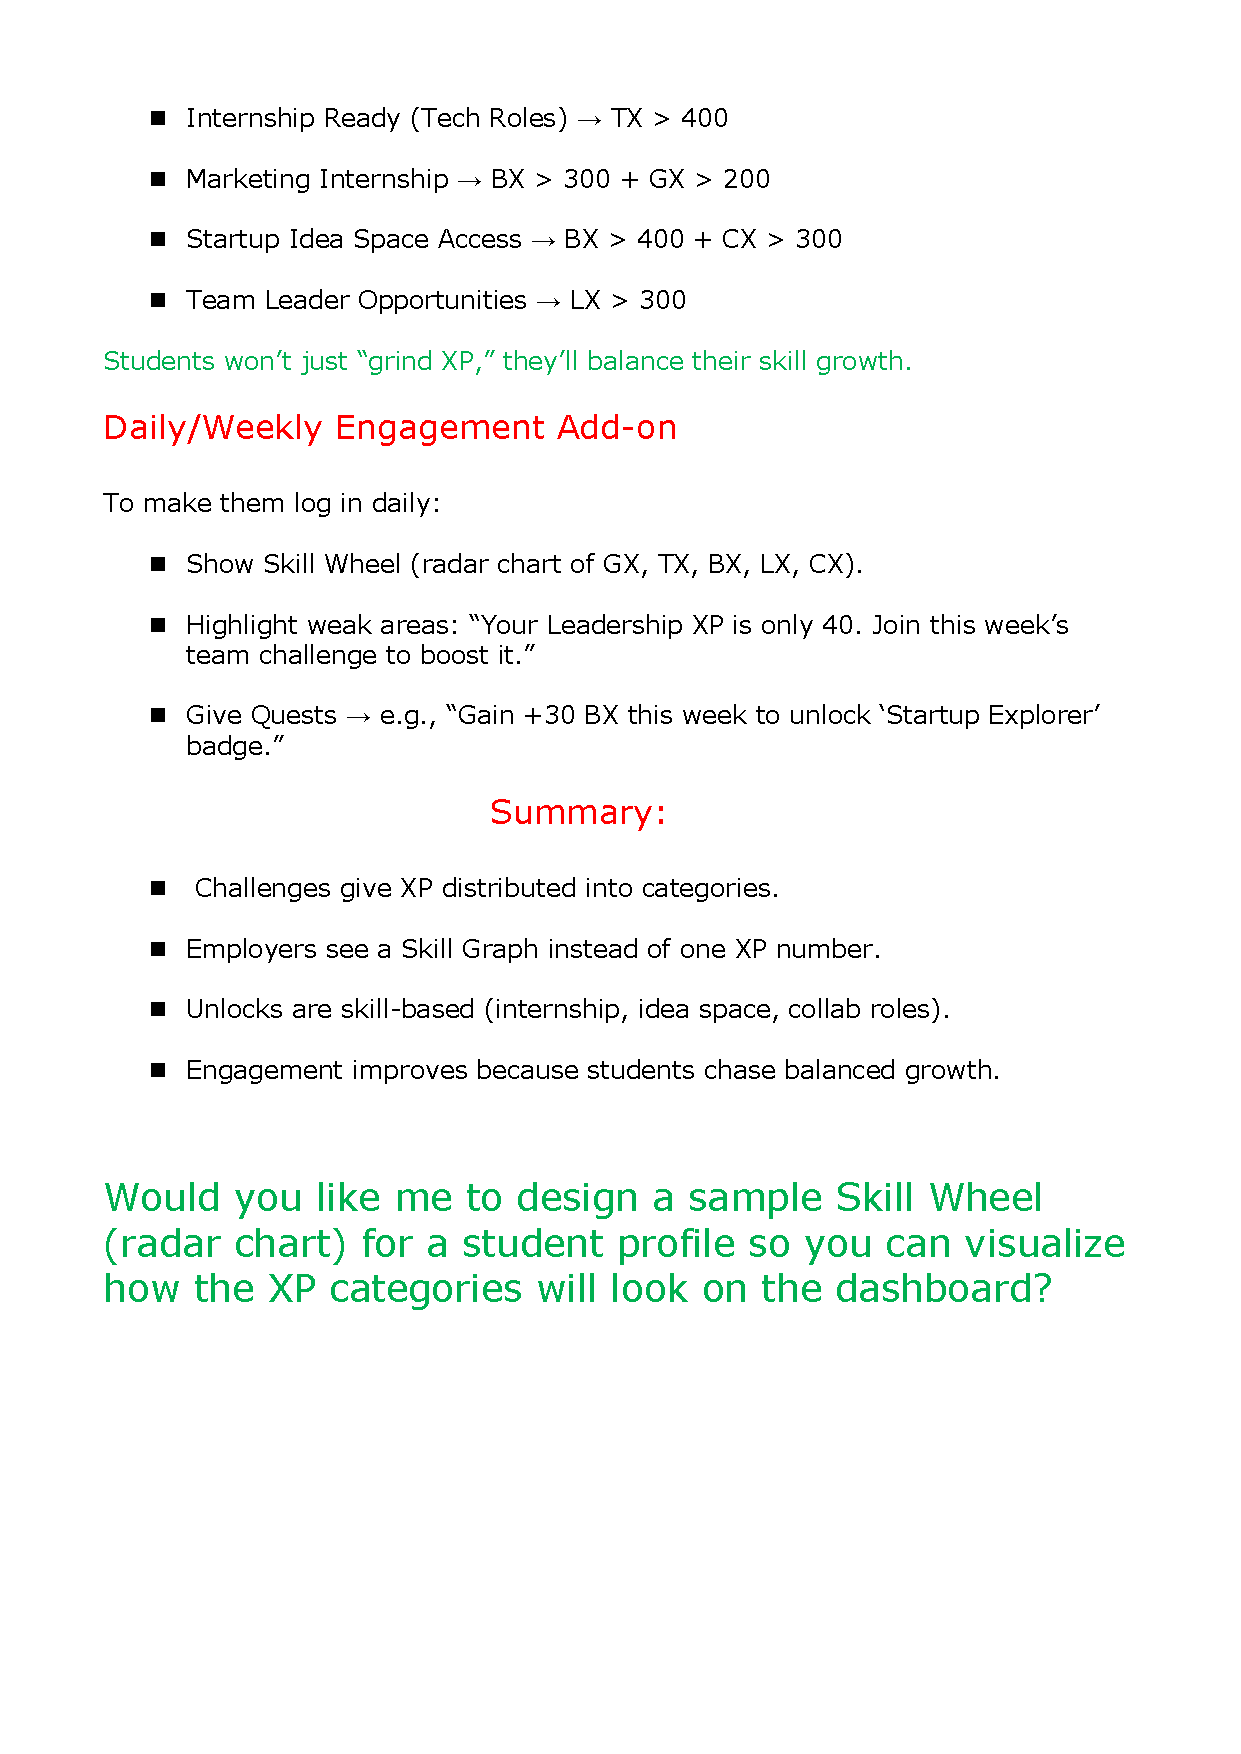 ■ Internship Ready (Tech Roles) → TX > 400
■ Marketing Internship → BX > 300 + GX > 200
■ Startup Idea Space Access → BX > 400 + CX > 300
■ Team Leader Opportunities → LX > 300
Students won’t just “grind XP,” they’ll balance their skill growth.
Daily/Weekly Engagement Add-on
To make them log in daily:
■ Show Skill Wheel (radar chart of GX, TX, BX, LX, CX).
■ Highlight weak areas: “Your Leadership XP is only 40. Join this week’s
team challenge to boost it.”
■ Give Quests → e.g., “Gain +30 BX this week to unlock ‘Startup Explorer’
badge.”
Summary:
■ Challenges give XP distributed into categories.
■ Employers see a Skill Graph instead of one XP number.
■ Unlocks are skill-based (internship, idea space, collab roles).
■ Engagement improves because students chase balanced growth.
Would you like me to design a sample Skill Wheel
(radar chart) for a student profile so you can visualize
how the XP categories will look on the dashboard?